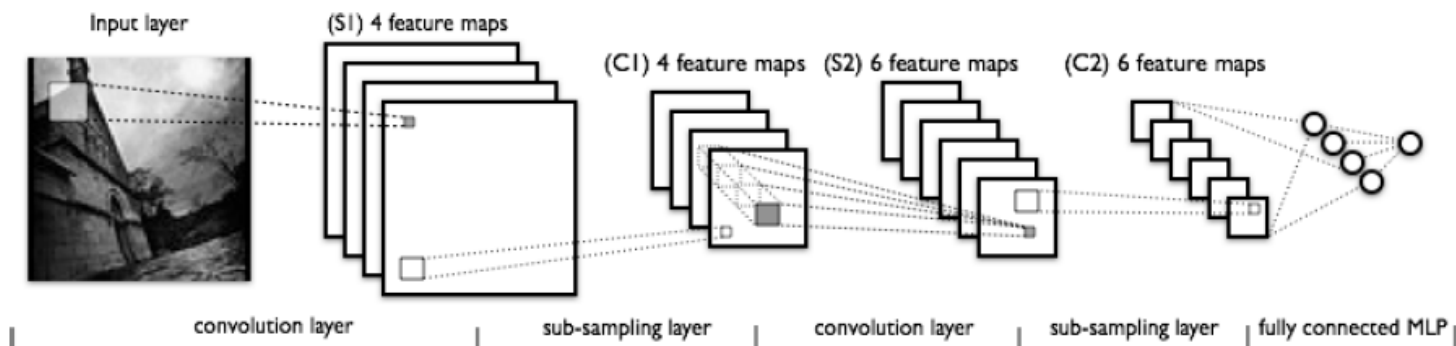 Input layer
(S1) 4 feature maps
(C1) 4 feature maps
(S2) 6 feature maps
(C2) 6 feature maps
convolution layer
sub-sampling layer
convolution layer
sub-sampling layer
fully connected MLP